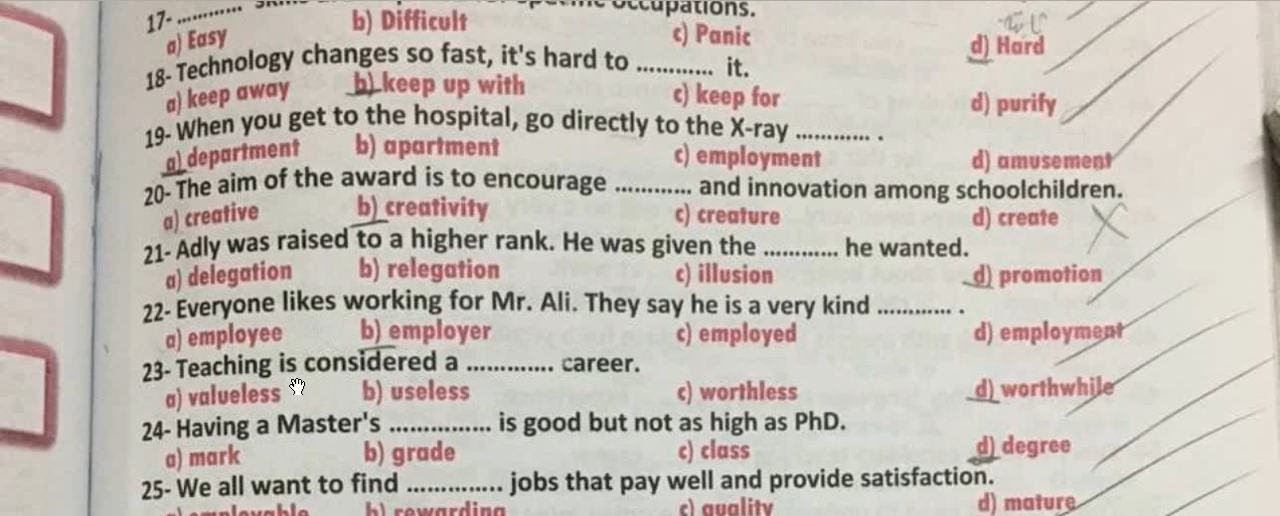 17- ............ occupations.
a) Easy b) Difficult c) Panic d) Hard
18- Technology changes so fast, it's hard to ............ it.
a) keep away b) keep up with c) keep for d) purify
19- When you get to the hospital, go directly to the X-ray ............ .
a) department b) apartment c) employment d) amusement
20- The aim of the award is to encourage ............ and innovation among schoolchildren.
a) creative b) creativity c) creature d) create
21- Adly was raised to a higher rank. He was given the ............ he wanted.
a) delegation b) relegation c) illusion d) promotion
22- Everyone likes working for Mr. Ali. They say he is a very kind ............ .
a) employee b) employer c) employed d) employment
23- Teaching is considered a ............. career.
a) valueless b) useless c) worthless d) worthwhile
24- Having a Master's ............... is good but not as high as PhD.
a) mark b) grade c) class d) degree
25- We all want to find .............. jobs that pay well and provide satisfaction.
a) employable b) rewarding c) quality d) mature